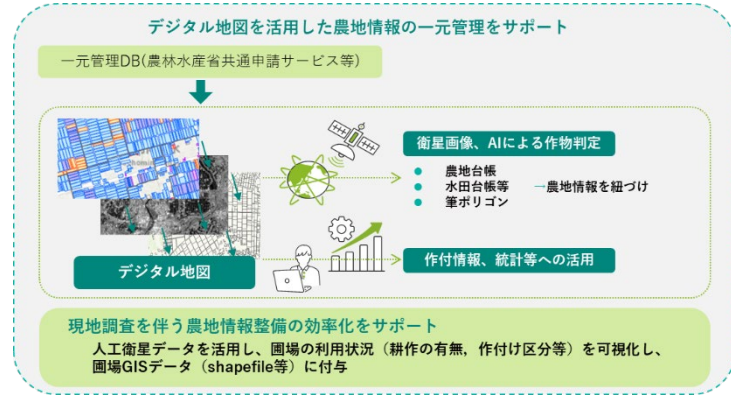 デジタル地図を活用した農地情報の一元管理をサポート
一元管理DB(農林水産省共通申請サービス等)
衛星画像、AIによる作物判定
● 農地台帳
● 水田台帳等 →農地情報を紐づけ
● 筆ポリゴン
デジタル地図
作付情報、統計等への活用
現地調査を伴う農地情報整備の効率化をサポート
人工衛星データを活用し、圃場の利用状況（耕作の有無，作付け区分等）を可視化し、
圃場GISデータ（shapefile等）に付与